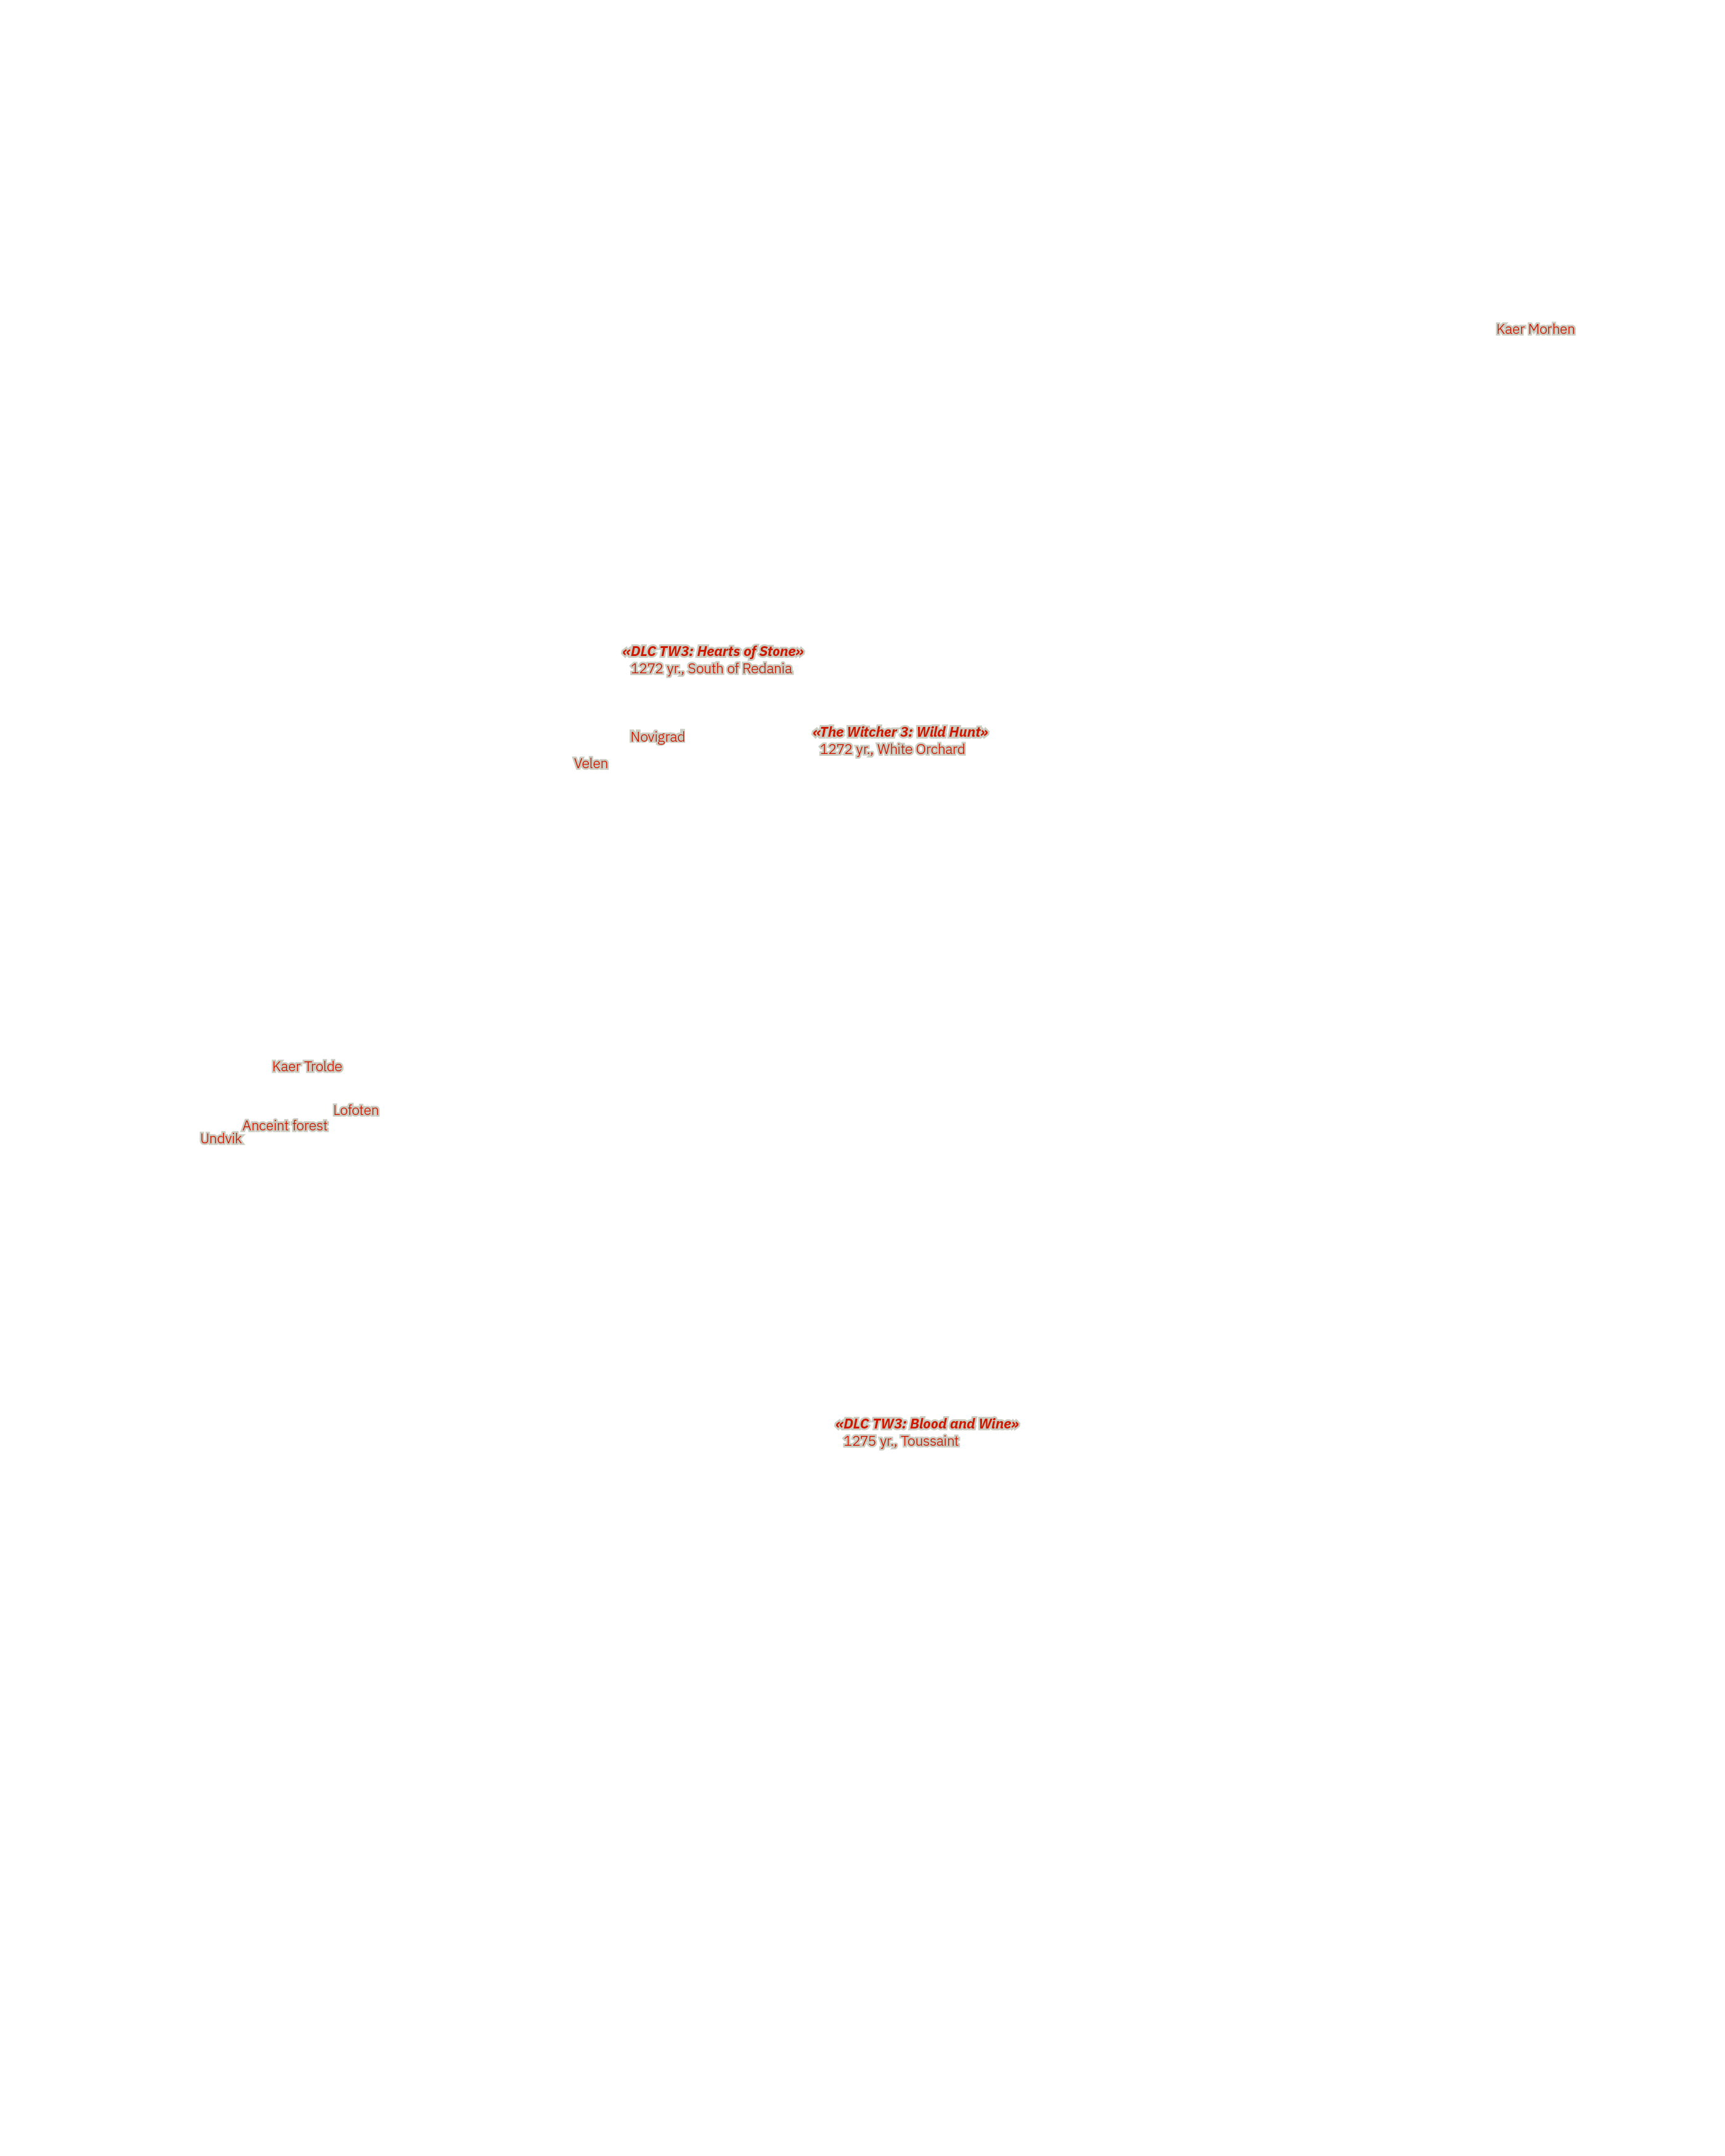 Kaer Morhen
«DLC TW3: Hearts of Stone»
1272 yr., South of Redania
«The Witcher 3: Wild Hunt»
1272 yr., White Orchard
Novigrad
Velen
Kaer Trolde
Lofoten
Anceint forest
Undvik
«DLC TW3: Blood and Wine»
1275 yr., Toussaint